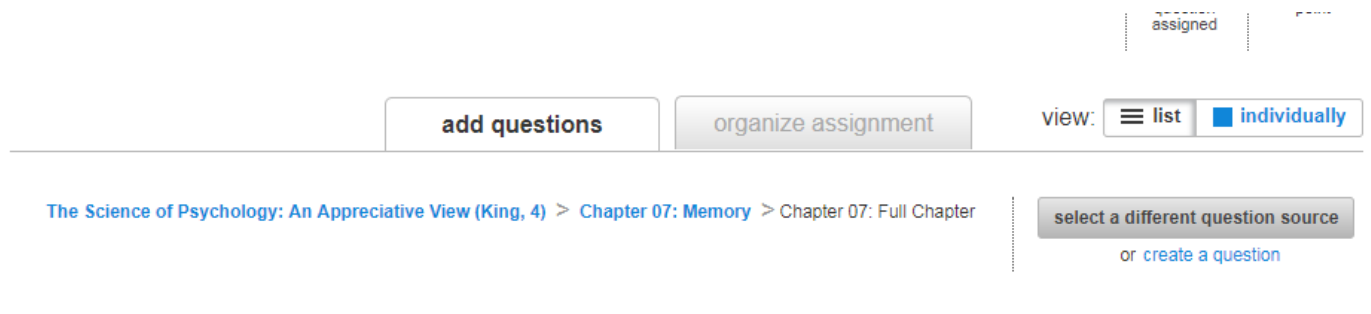 assigned
add questions
organize assignment
view: list individually
The Science of Psychology: An Appreciative View (King, 4) > Chapter 07: Memory > Chapter 07: Full Chapter
select a different question source
or create a question